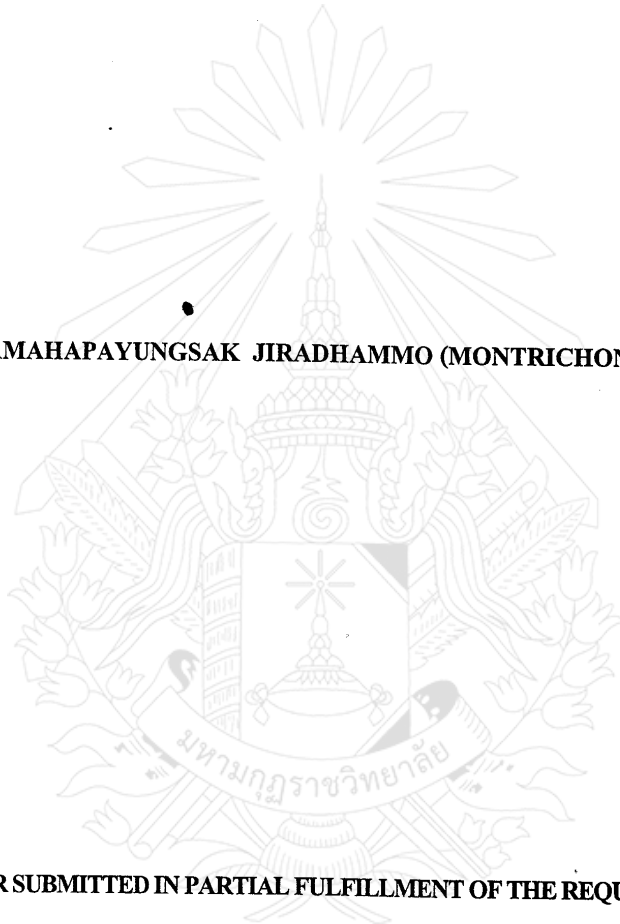 MAHAPAYUNGSAK JIRADHAMMO (MONTRICHON
มหามกุฏราชวิทยาลัย
R SUBMITTED IN PARTIAL FULFILLMENT OF THE REQU